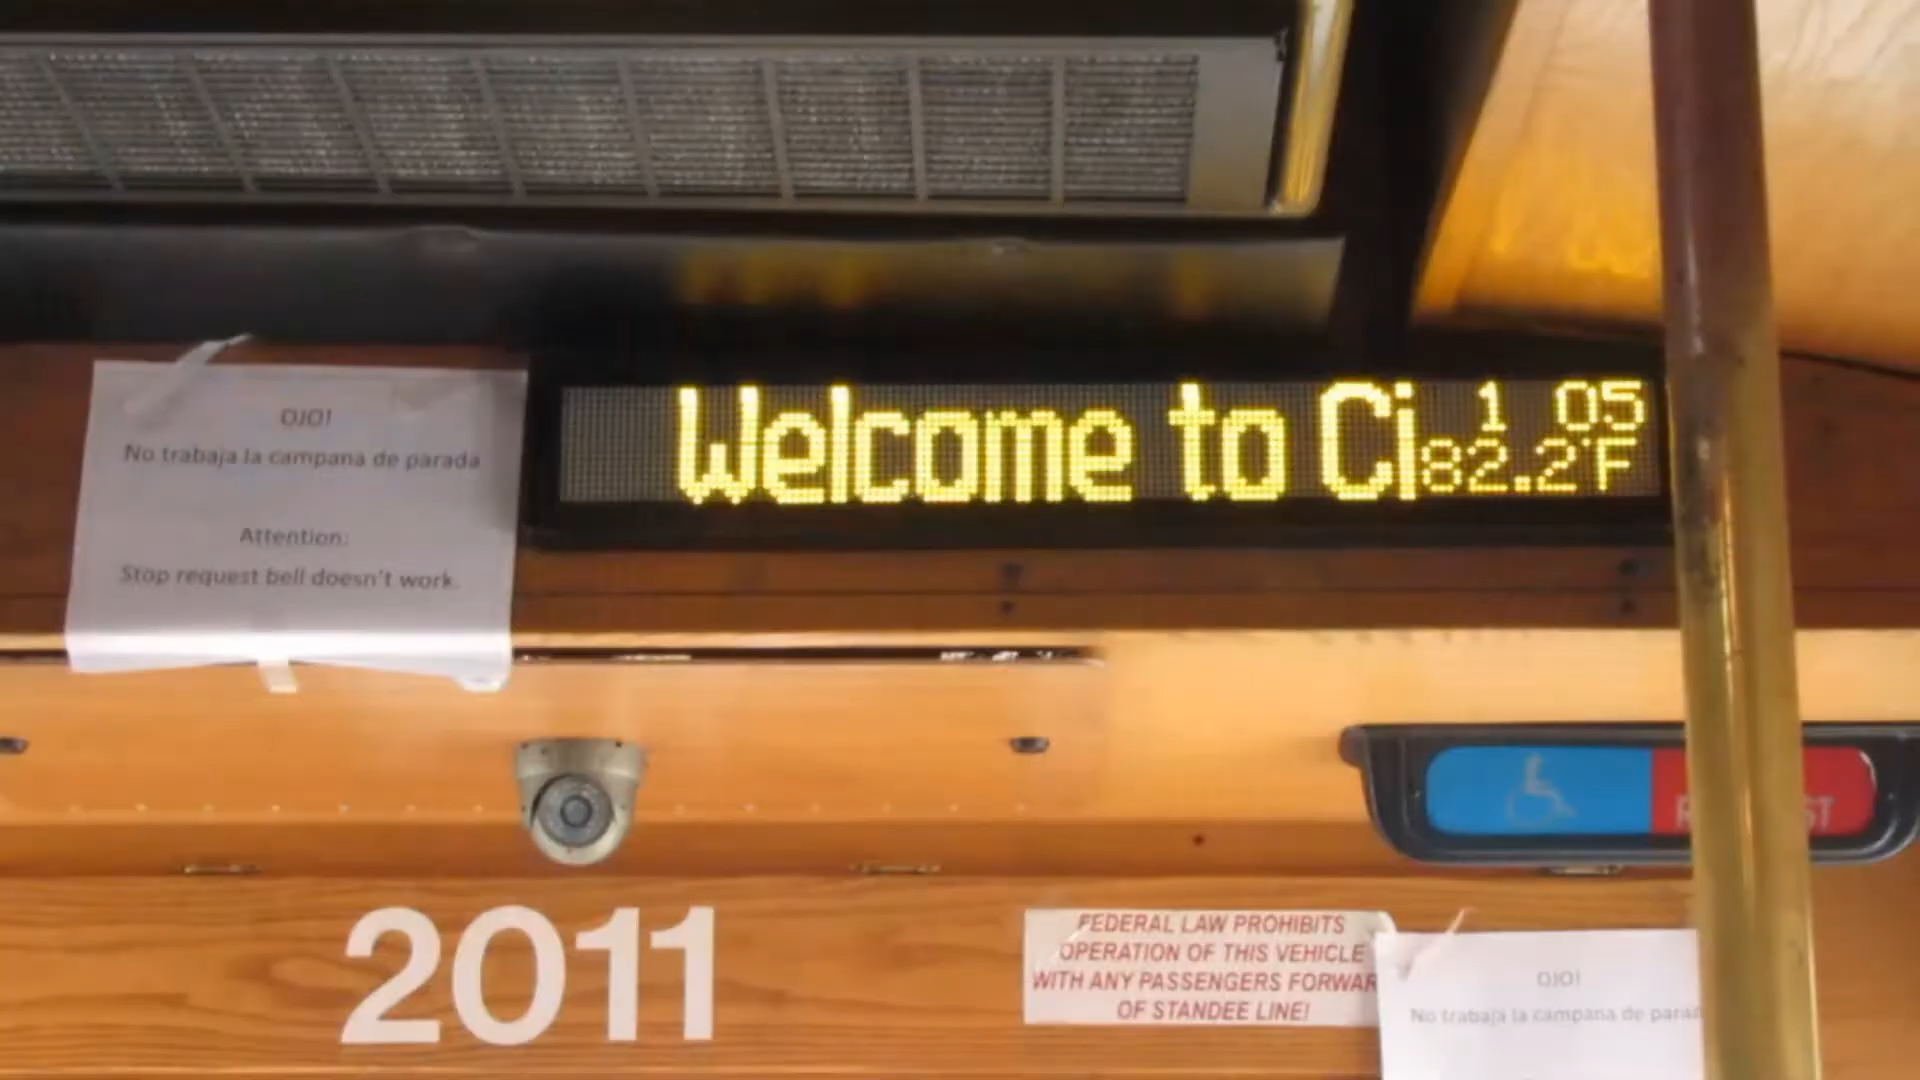 OJO!
No trabaja la campana de parada
Attention:
Stop request bell doesn't work.
Welcome to Ci
1 05
82.2°F
2011
FEDERAL LAW PROHIBITS
OPERATION OF THIS VEHICLE
WITH ANY PASSENGERS FORWAR
OF STANDEE LINE!
OJO!
No trabaja la campana de para